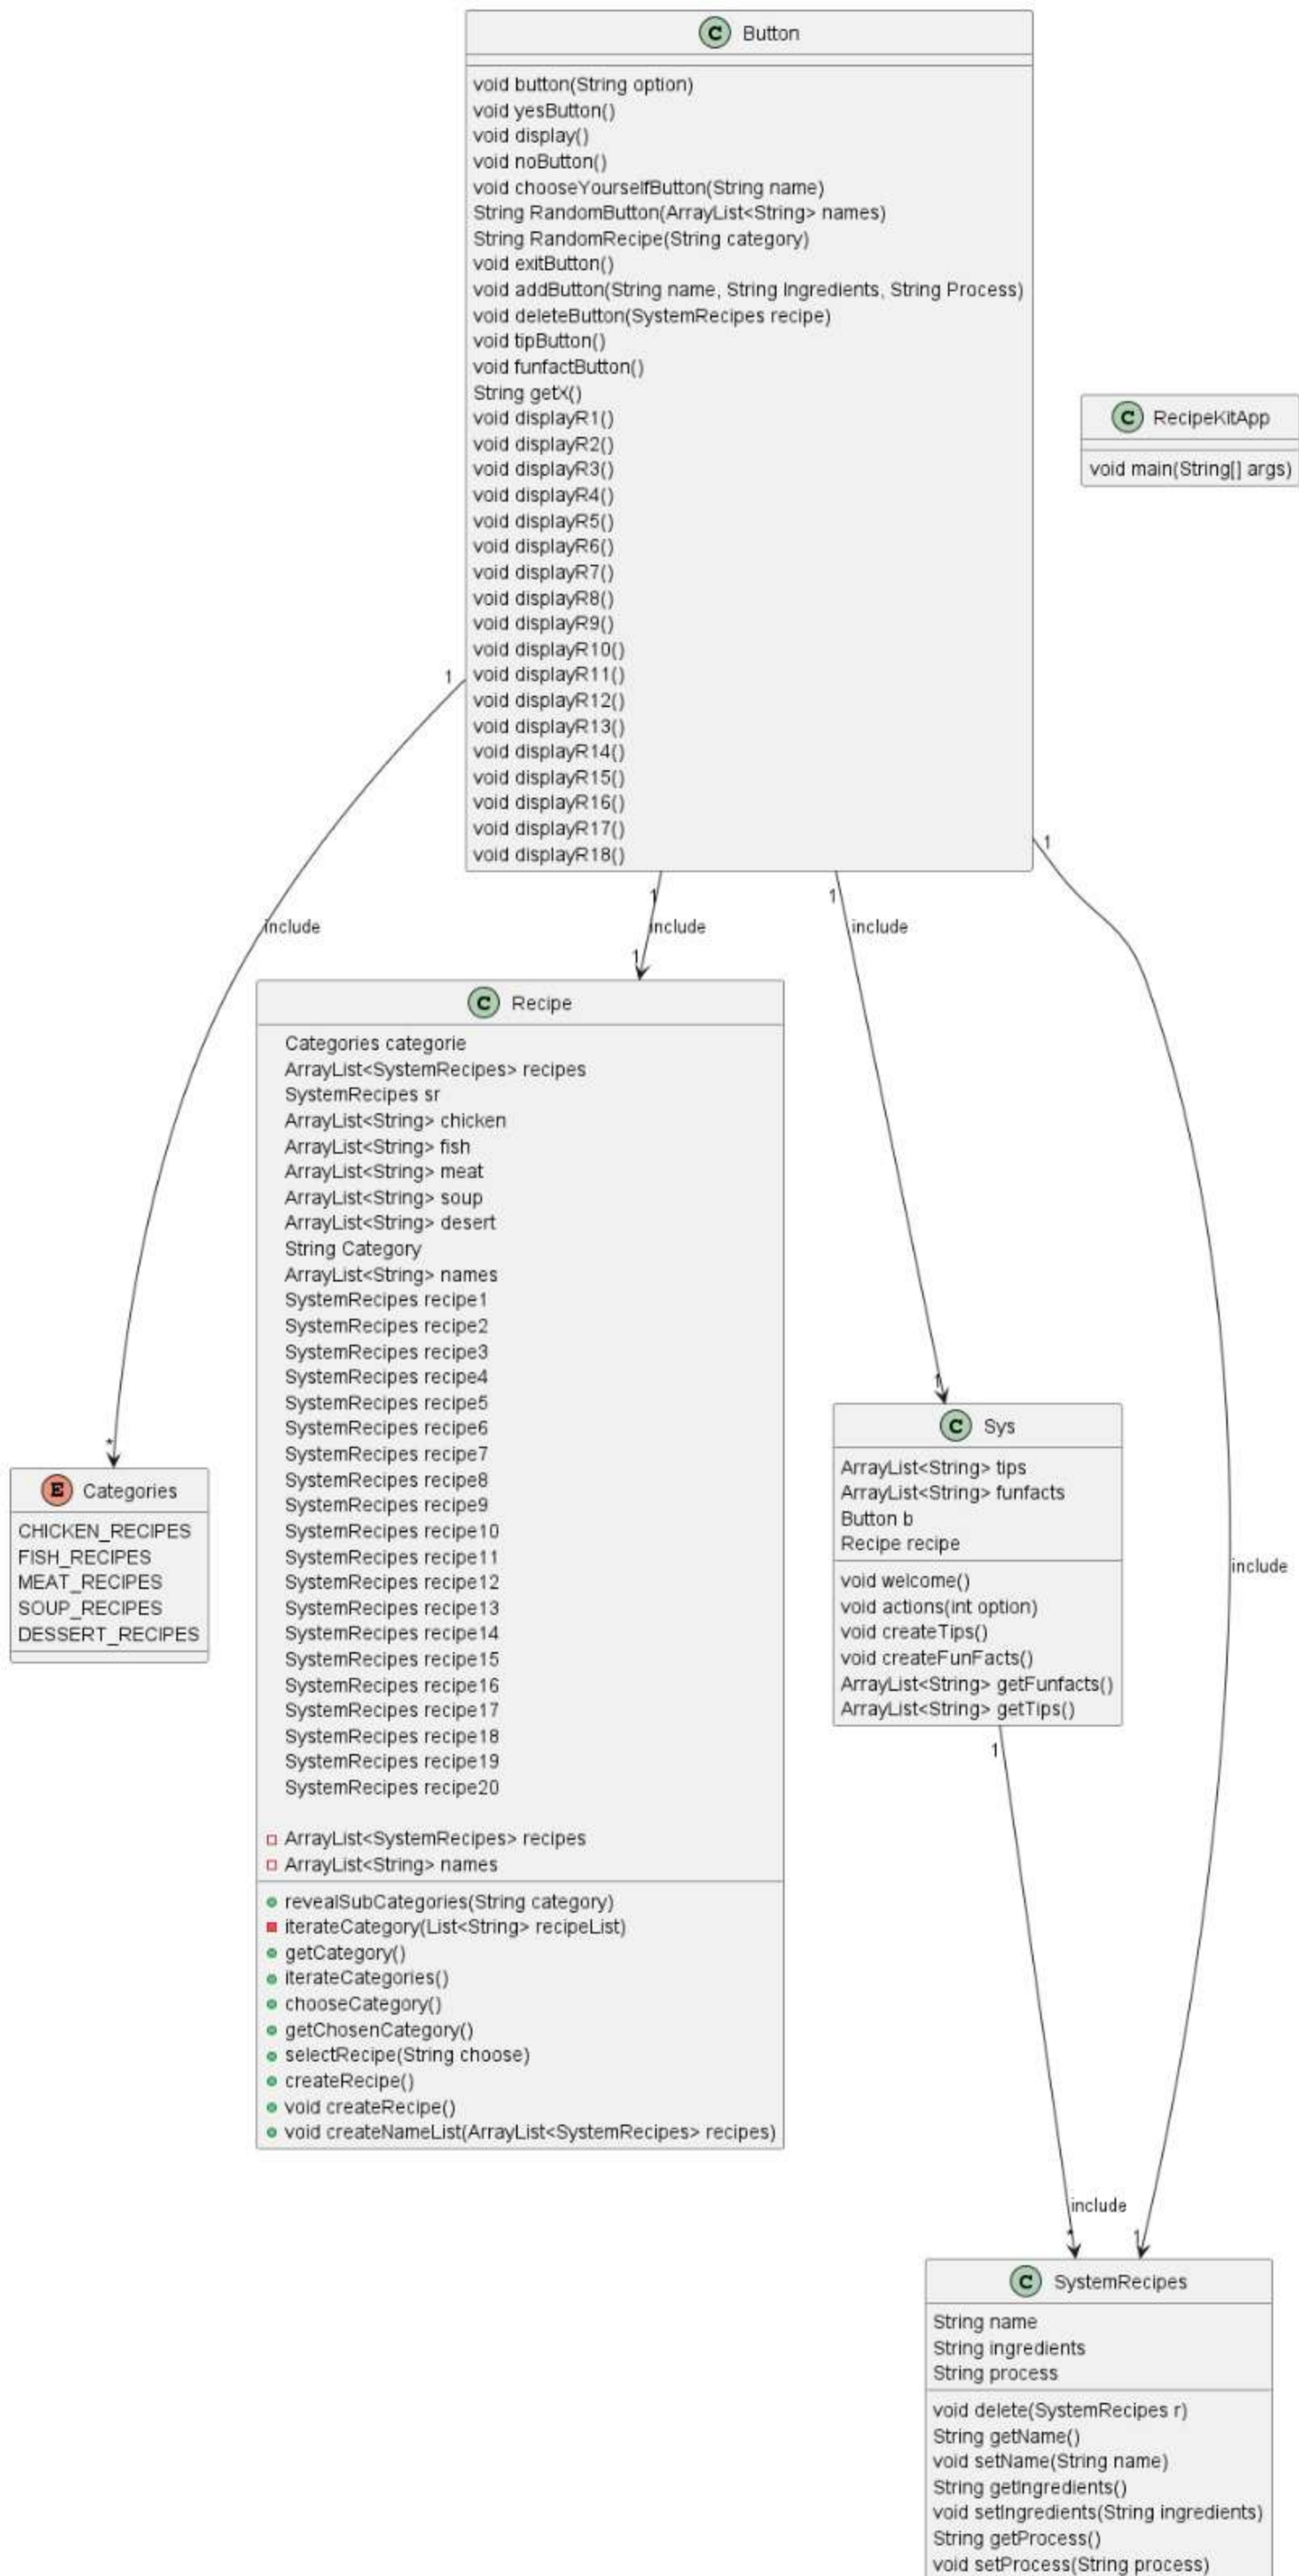 C Button
void button(String option)
void yesButton()
void display()
void noButton()
void chooseYourselfButton(String name)
String RandomButton(ArrayList<String> names)
String RandomRecipe(String category)
void exitButton()
void addButton(String name, String Ingredients, String Process)
void deleteButton(SystemRecipes recipe)
void tipButton()
void funfactButton()
String getX()
void displayR1()
void displayR2()
void displayR3()
void displayR4()
void displayR5()
void displayR6()
void displayR7()
void displayR8()
void displayR9()
void displayR10()
void displayR11()
void displayR12()
void displayR13()
void displayR14()
void displayR15()
void displayR16()
void displayR17()
void displayR18()
C RecipeKitApp
void main(String[] args)
1
1
1
1
include
include
include
1
C Recipe
Categories categorie
ArrayList<SystemRecipes> recipes
SystemRecipes sr
ArrayList<String> chicken
ArrayList<String> fish
ArrayList<String> meat
ArrayList<String> soup
ArrayList<String> desert
String Category
ArrayList<String> names
SystemRecipes recipe1
SystemRecipes recipe2
SystemRecipes recipe3
SystemRecipes recipe4
SystemRecipes recipe5
SystemRecipes recipe6
SystemRecipes recipe7
SystemRecipes recipe8
SystemRecipes recipe9
SystemRecipes recipe10
SystemRecipes recipe11
SystemRecipes recipe12
SystemRecipes recipe13
SystemRecipes recipe14
SystemRecipes recipe15
SystemRecipes recipe16
SystemRecipes recipe17
SystemRecipes recipe18
SystemRecipes recipe19
SystemRecipes recipe20
ArrayList<SystemRecipes> recipes
ArrayList<String> names
revealSubCategories(String category)
iterateCategory(List<String> recipeList)
getCategory()
iterateCategories()
chooseCategory()
getChosenCategory()
selectRecipe(String choose)
createRecipe()
void createRecipe()
void createNameList(ArrayList<SystemRecipes> recipes)
*
E Categories
CHICKEN_RECIPES
FISH_RECIPES
MEAT_RECIPES
SOUP_RECIPES
DESSERT_RECIPES
1
C Sys
ArrayList<String> tips
ArrayList<String> funfacts
Button b
Recipe recipe
void welcome()
void actions(int option)
void createTips()
void createFunFacts()
ArrayList<String> getFunfacts()
ArrayList<String> getTips()
include
1
include
*
1
C SystemRecipes
String name
String ingredients
String process
void delete(SystemRecipes r)
String getName()
void setName(String name)
String getIngredients()
void setIngredients(String ingredients)
String getProcess()
void setProcess(String process)